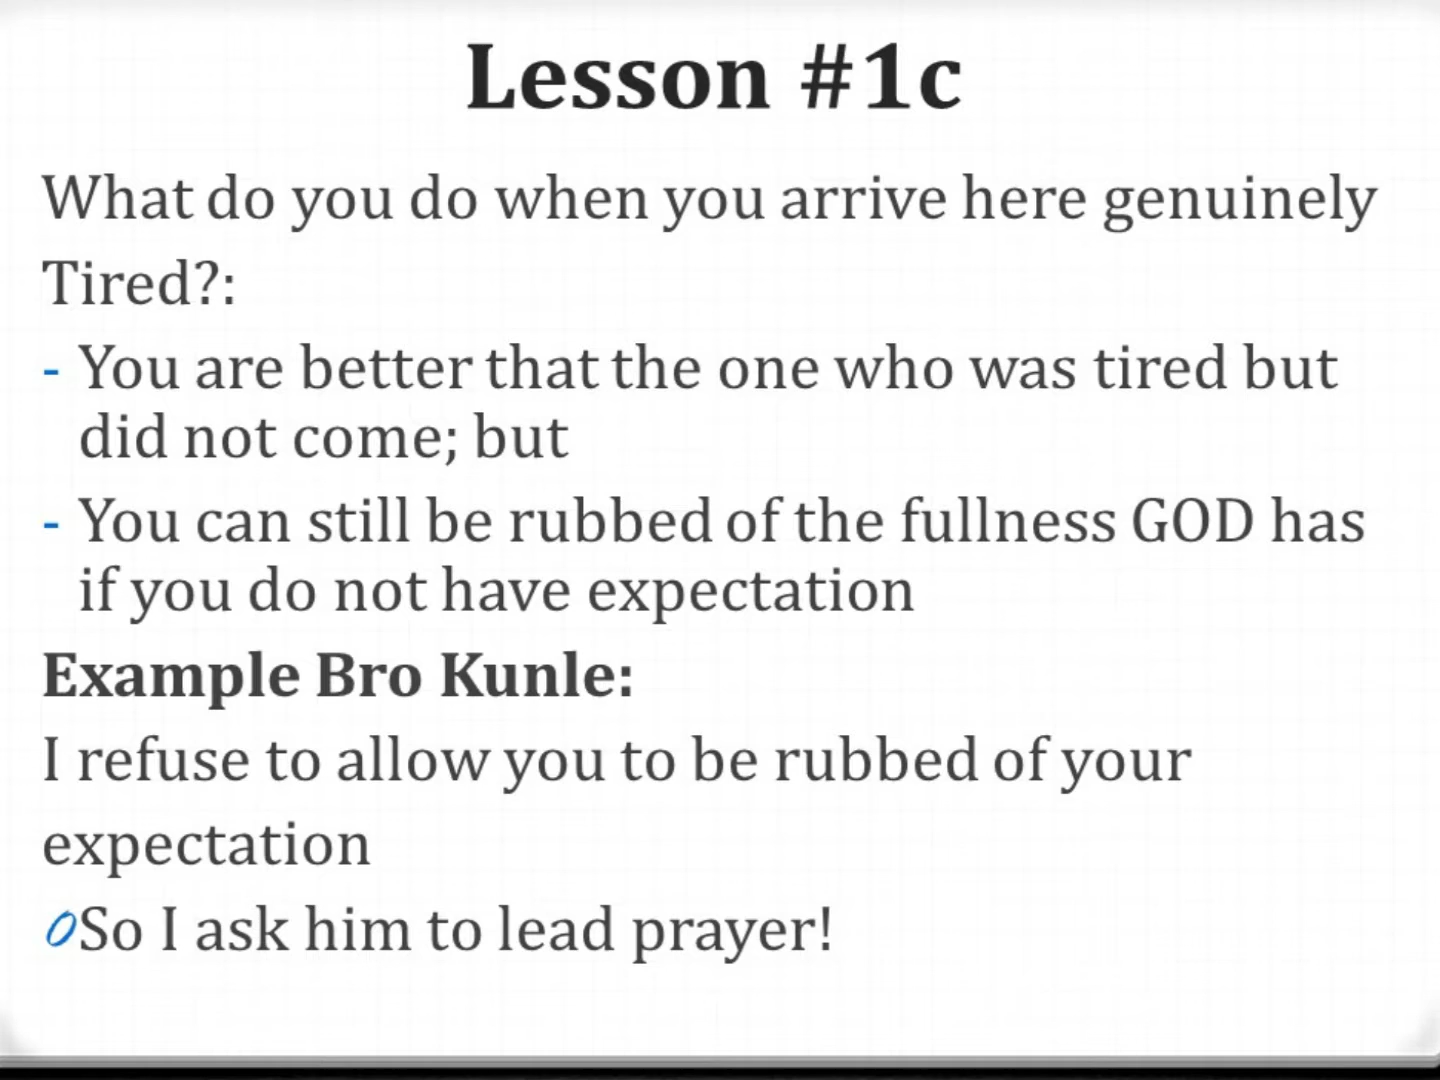 Lesson #1c
What do you do when you arrive here genuinely
Tired?:
- You are better that the one who was tired but
did not come; but
- You can still be rubbed of the fullness GOD has
if you do not have expectation
Example Bro Kunle:
I refuse to allow you to be rubbed of your
expectation
So I ask him to lead prayer!